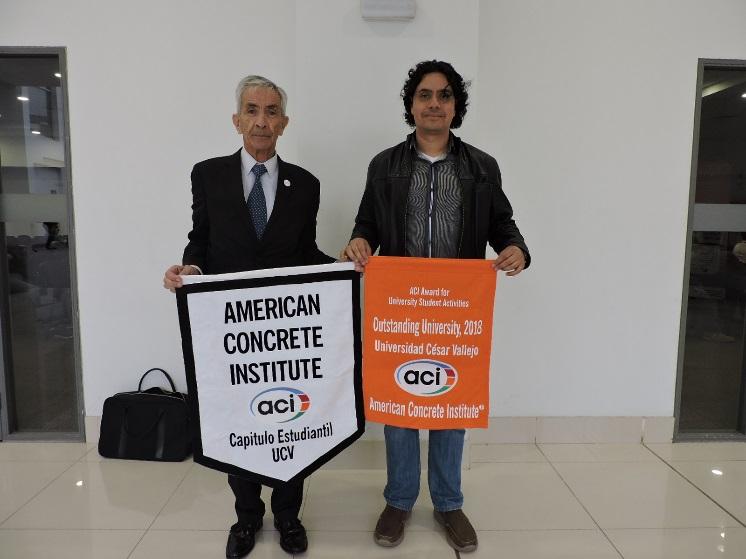 AMERICAN
CONCRETE
INSTITUTE
aci
Capitulo Estudiantil
UCV
ACI Award for
University Student Activities
Outstanding University, 2018
Universidad César Vallejo
aci
American Concrete Institute®